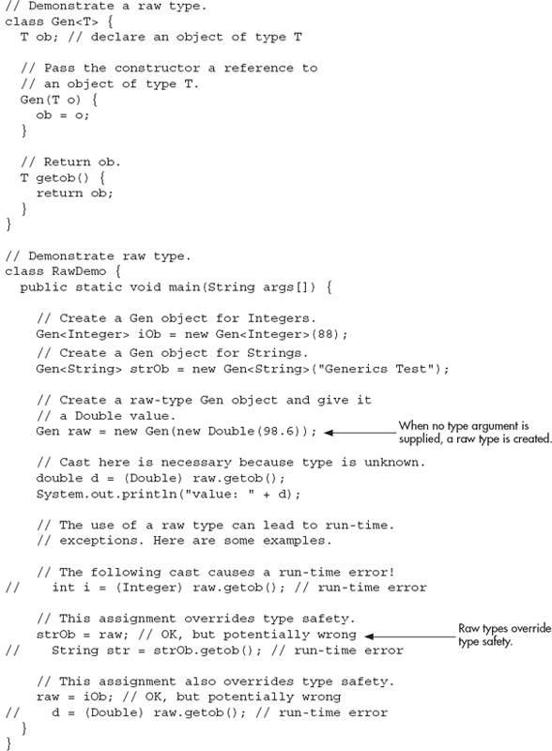 // Demonstrate a raw type.
class Gen<T> {
  T ob; // declare an object of type T

  // Pass the constructor a reference to
  // an object of type T.
  Gen(T o) {
    ob = o;
  }

  // Return ob.
  T getob() {
    return ob;
  }
}

// Demonstrate raw type.
class RawDemo {
  public static void main(String args[]) {

    // Create a Gen object for Integers.
    Gen<Integer> iOb = new Gen<Integer>(88);
    // Create a Gen object for Strings.
    Gen<String> strOb = new Gen<String>("Generics Test");

    // Create a raw-type Gen object and give it
    // a Double value.
    Gen raw = new Gen(new Double(98.6));
When no type argument is
supplied, a raw type is created.

    // Cast here is necessary because type is unknown.
    double d = (Double) raw.getob();
    System.out.println("value: " + d);

    // The use of a raw type can lead to run-time.
    // exceptions. Here are some examples.

    // The following cast causes a run-time error!
//    int i = (Integer) raw.getob(); // run-time error

    // This assignment overrides type safety.
    strOb = raw; // OK, but potentially wrong
Raw types override
type safety.
//    String str = strOb.getob(); // run-time error

    // This assignment also overrides type safety.
    raw = iOb; // OK, but potentially wrong
//    d = (Double) raw.getob(); // run-time error
  }
}